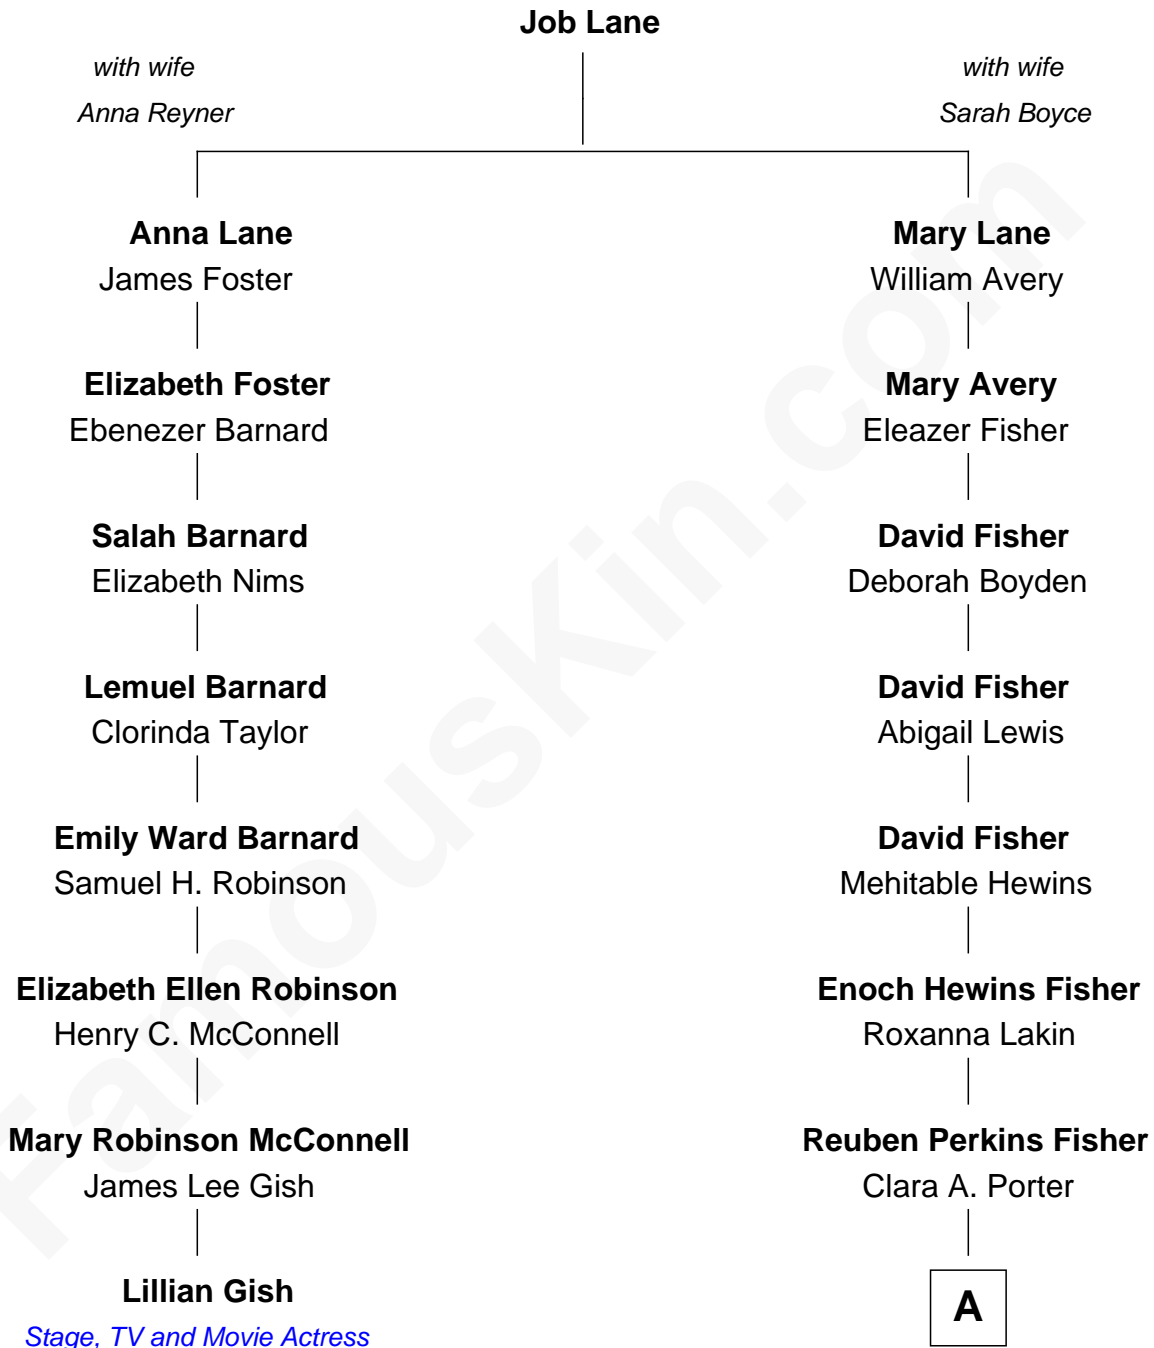 Job Lane
with wife
Anna Reyner
with wife
Sarah Boyce
Anna Lane
James Foster
Mary Lane
William Avery
Elizabeth Foster
Ebenezer Barnard
Mary Avery
Eleazer Fisher
Salah Barnard
Elizabeth Nims
David Fisher
Deborah Boyden
Lemuel Barnard
Clorinda Taylor
David Fisher
Abigail Lewis
Emily Ward Barnard
Samuel H. Robinson
David Fisher
Mehitable Hewins
Elizabeth Ellen Robinson
Henry C. McConnell
Enoch Hewins Fisher
Roxanna Lakin
Mary Robinson McConnell
James Lee Gish
Reuben Perkins Fisher
Clara A. Porter
Lillian Gish
Stage, TV and Movie Actress
A
FamousKin.com